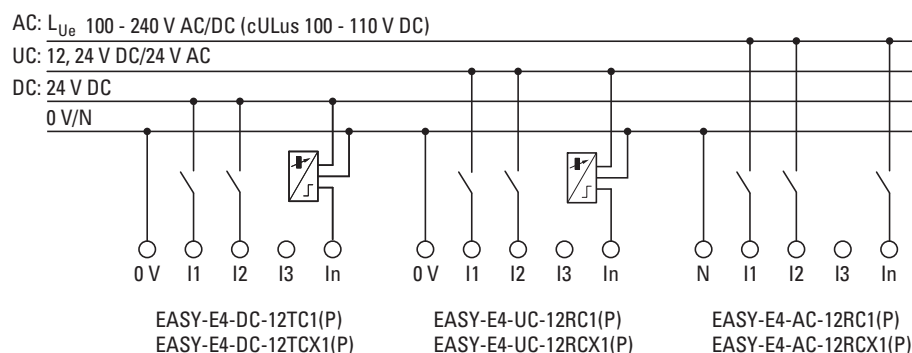 AC: LUe 100 - 240 V AC/DC (cULus 100 - 110 V DC)
UC: 12, 24 V DC/24 V AC
DC: 24 V DC
0 V/N
0 V I1 I2 I3 In 0 V I1 I2 I3 In N I1 I2 I3 In
EASY-E4-DC-12TC1(P) EASY-E4-UC-12RC1(P) EASY-E4-AC-12RC1(P)
EASY-E4-DC-12TCX1(P) EASY-E4-UC-12RCX1(P) EASY-E4-AC-12RCX1(P)